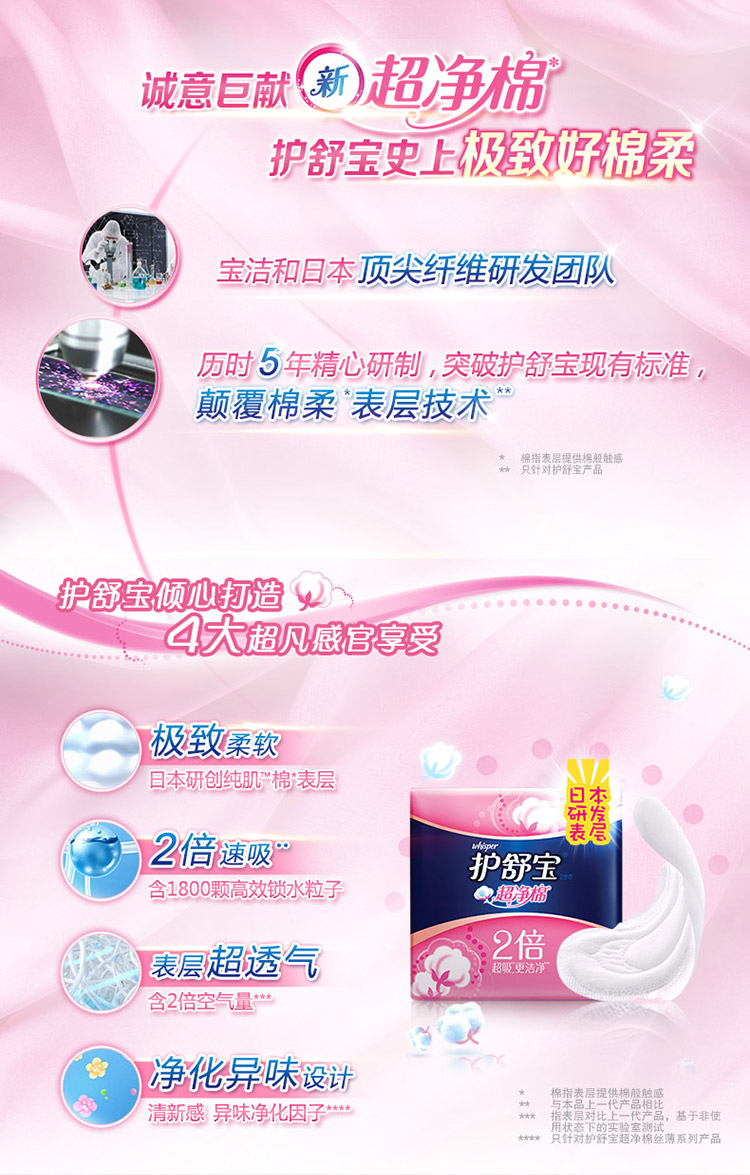 诚意巨献 新 超净棉*
护舒宝史上极致好棉柔
宝洁和日本顶尖纤维研发团队
历时5年精心研制，突破护舒宝现有标准，
颠覆棉柔*表层技术**
* 棉指表层提供棉般触感
** 只针对护舒宝产品
护舒宝倾心打造
4大超凡感官享受
极致柔软
日本研创纯肌™棉*表层
2倍速吸**
含1800颗高效锁水粒子
表层超透气
含2倍空气量***
净化异味设计
清新感 异味净化因子****
日本
研发
表层
whisper
护舒宝
超净棉
2倍
超吸 更洁净
* 棉指表层提供棉般触感
** 与本品上一代产品相比
*** 指表层对比上一代产品，基于非使
用状态下的实验室测试
**** 只针对护舒宝超净棉丝薄系列产品